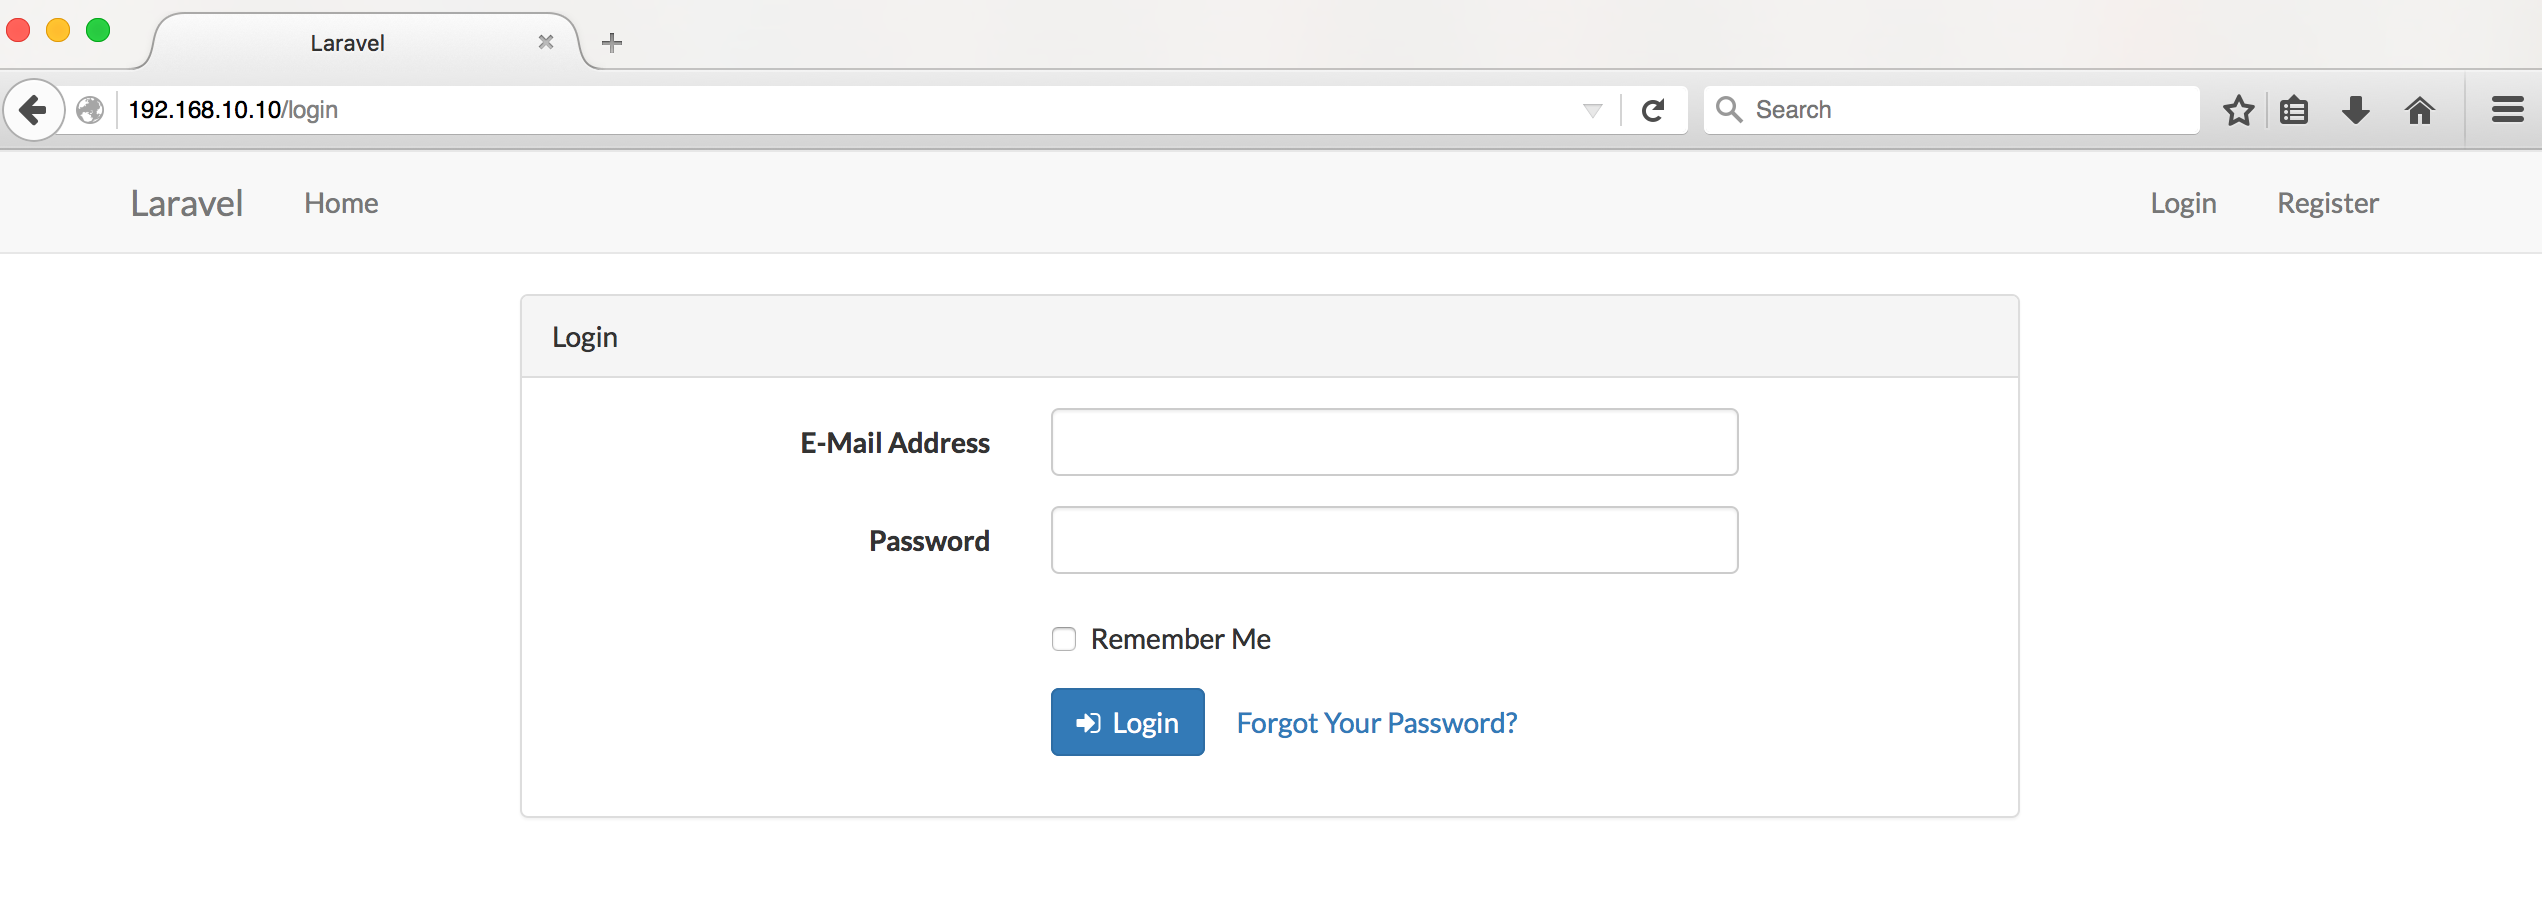 Laravel
192.168.10.10/login
Search
Laravel Home Login Register
Login
E-Mail Address
Password
Remember Me
Login Forgot Your Password?